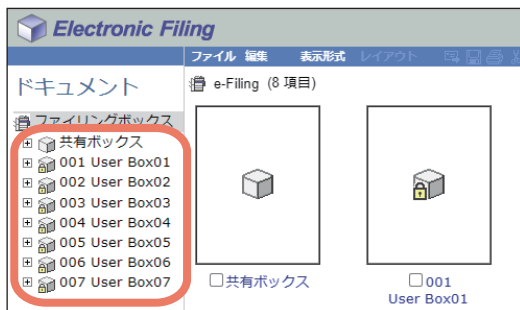 Electronic Filing
ファイル 編集 表示形式 レイアウト
ドキュメント
e-Filing (8 項目)
ファイリングボックス
共有ボックス
001 User Box01
002 User Box02
003 User Box03
004 User Box04
005 User Box05
006 User Box06
007 User Box07
共有ボックス
001
User Box01